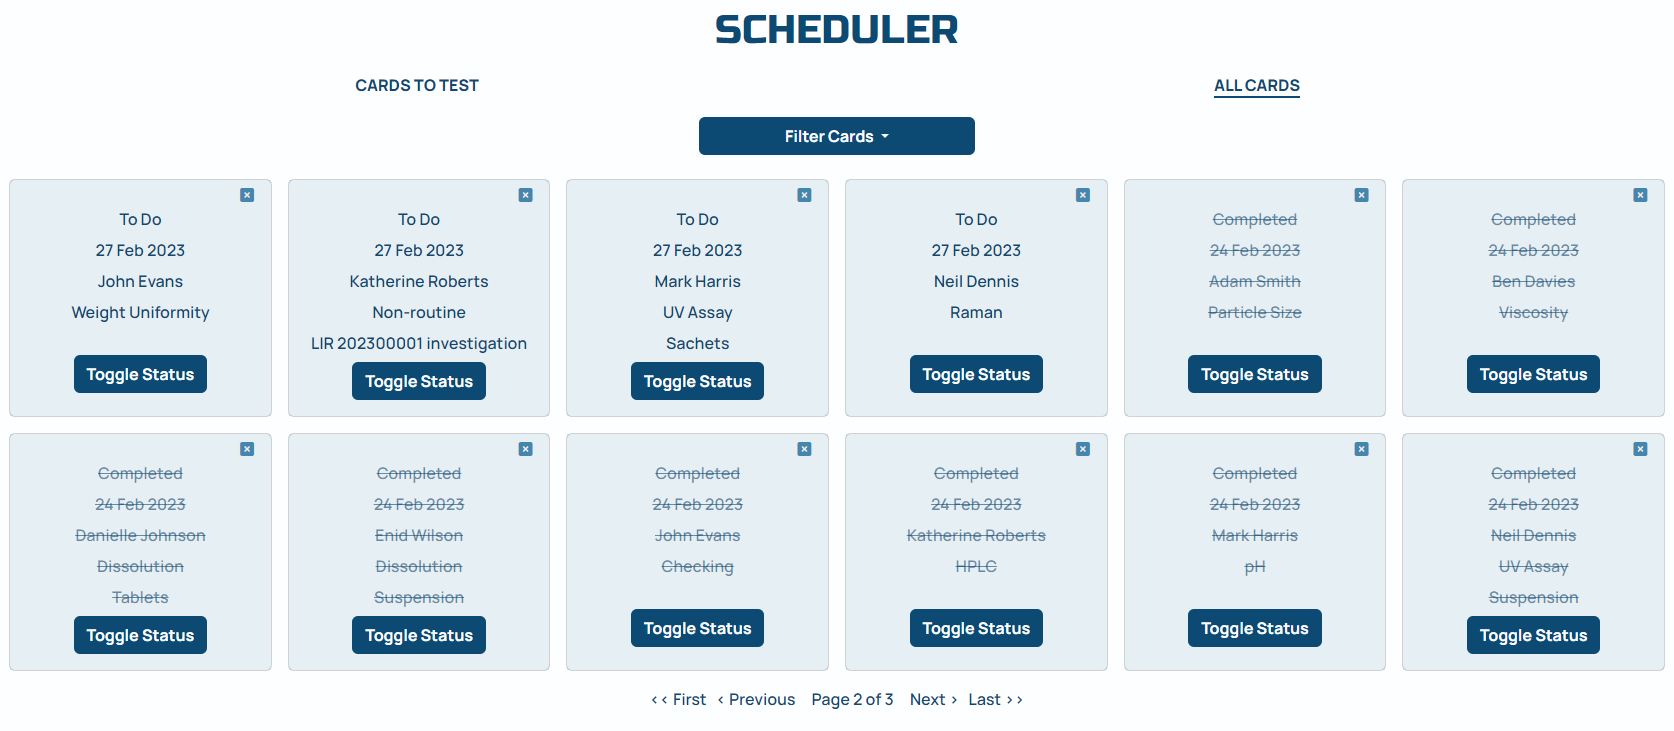 SCHEDULER
CARDS TO TEST
ALL CARDS
Filter Cards
To Do
27 Feb 2023
John Evans
Weight Uniformity
Toggle Status
To Do
27 Feb 2023
Katherine Roberts
Non-routine
LIR 202300001 investigation
Toggle Status
To Do
27 Feb 2023
Mark Harris
UV Assay
Sachets
Toggle Status
To Do
27 Feb 2023
Neil Dennis
Raman
Toggle Status
Completed
24 Feb 2023
Adam Smith
Particle Size
Toggle Status
Completed
24 Feb 2023
Ben Davies
Viscosity
Toggle Status
Completed
24 Feb 2023
Danielle Johnson
Dissolution
Tablets
Toggle Status
Completed
24 Feb 2023
Enid Wilson
Dissolution
Suspension
Toggle Status
Completed
24 Feb 2023
John Evans
Checking
Toggle Status
Completed
24 Feb 2023
Katherine Roberts
HPLC
Toggle Status
Completed
24 Feb 2023
Mark Harris
pH
Toggle Status
Completed
24 Feb 2023
Neil Dennis
UV Assay
Suspension
Toggle Status
‹‹ First ‹ Previous Page 2 of 3 Next › Last ››